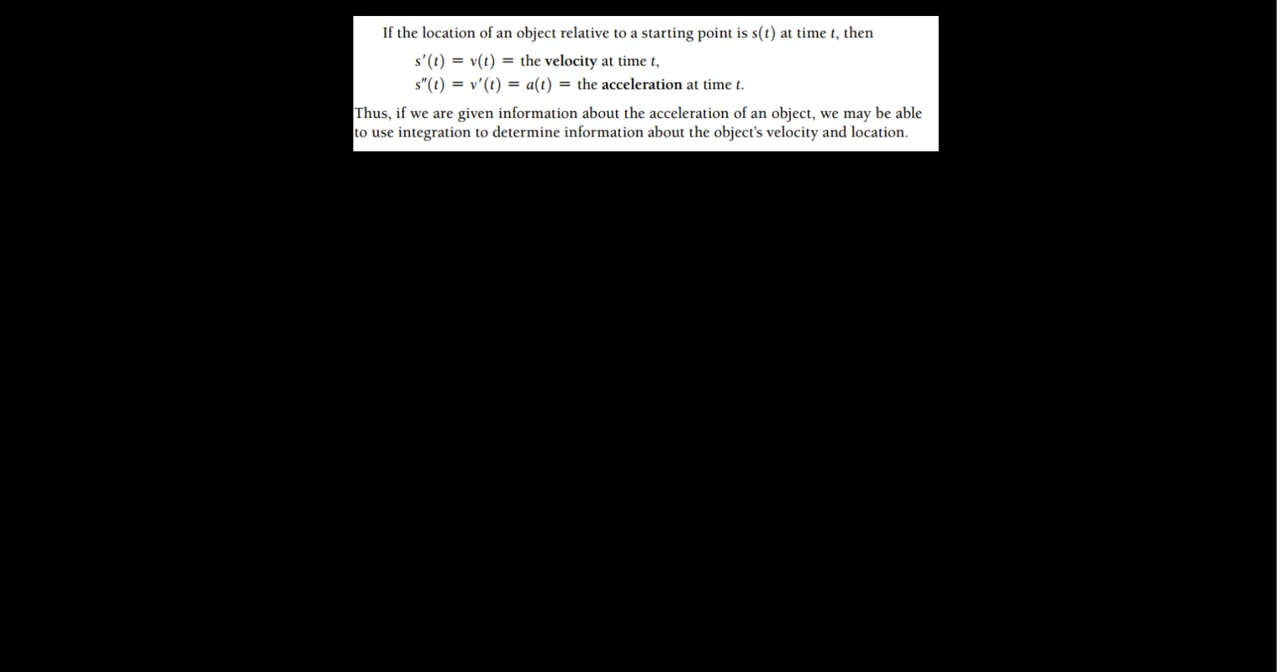 If the location of an object relative to a starting point is s(t) at time t, then
s′(t) = v(t) = the velocity at time t,
s″(t) = v′(t) = a(t) = the acceleration at time t.
Thus, if we are given information about the acceleration of an object, we may be able
to use integration to determine information about the object’s velocity and location.